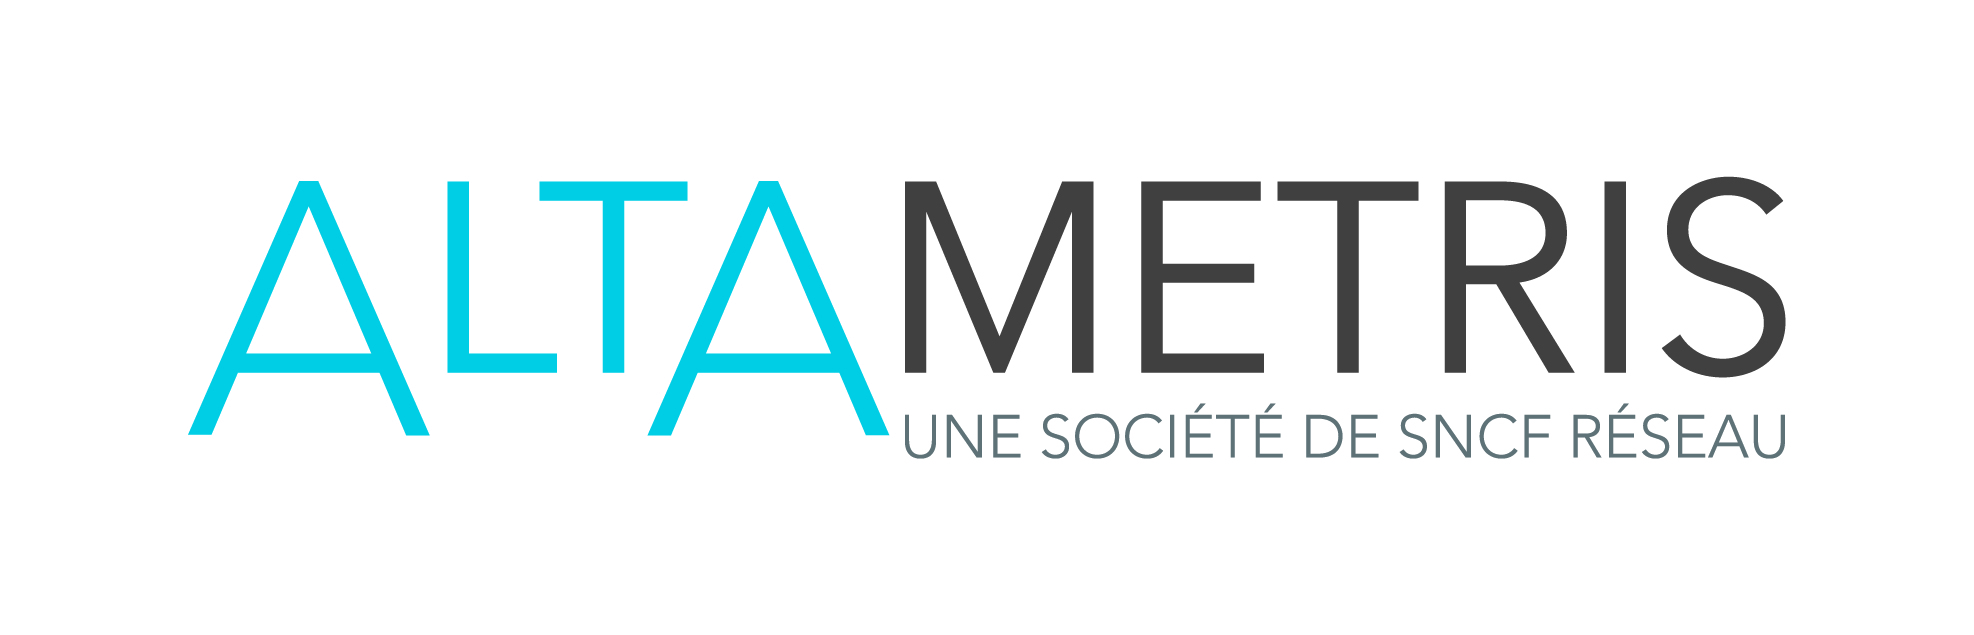 ALTAMETRIS
UNE SOCIÉTÉ DE SNCF RÉSEAU